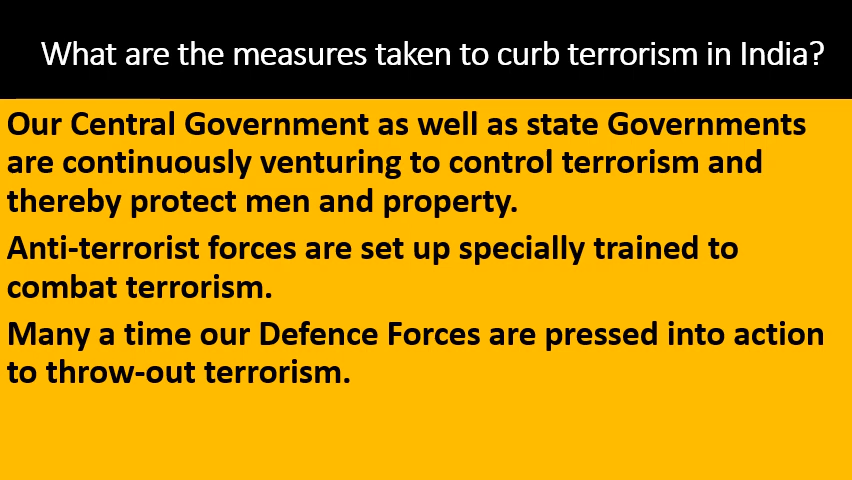 What are the measures taken to curb terrorism in India?
Our Central Government as well as state Governments
are continuously venturing to control terrorism and
thereby protect men and property.
Anti-terrorist forces are set up specially trained to
combat terrorism.
Many a time our Defence Forces are pressed into action
to throw-out terrorism.